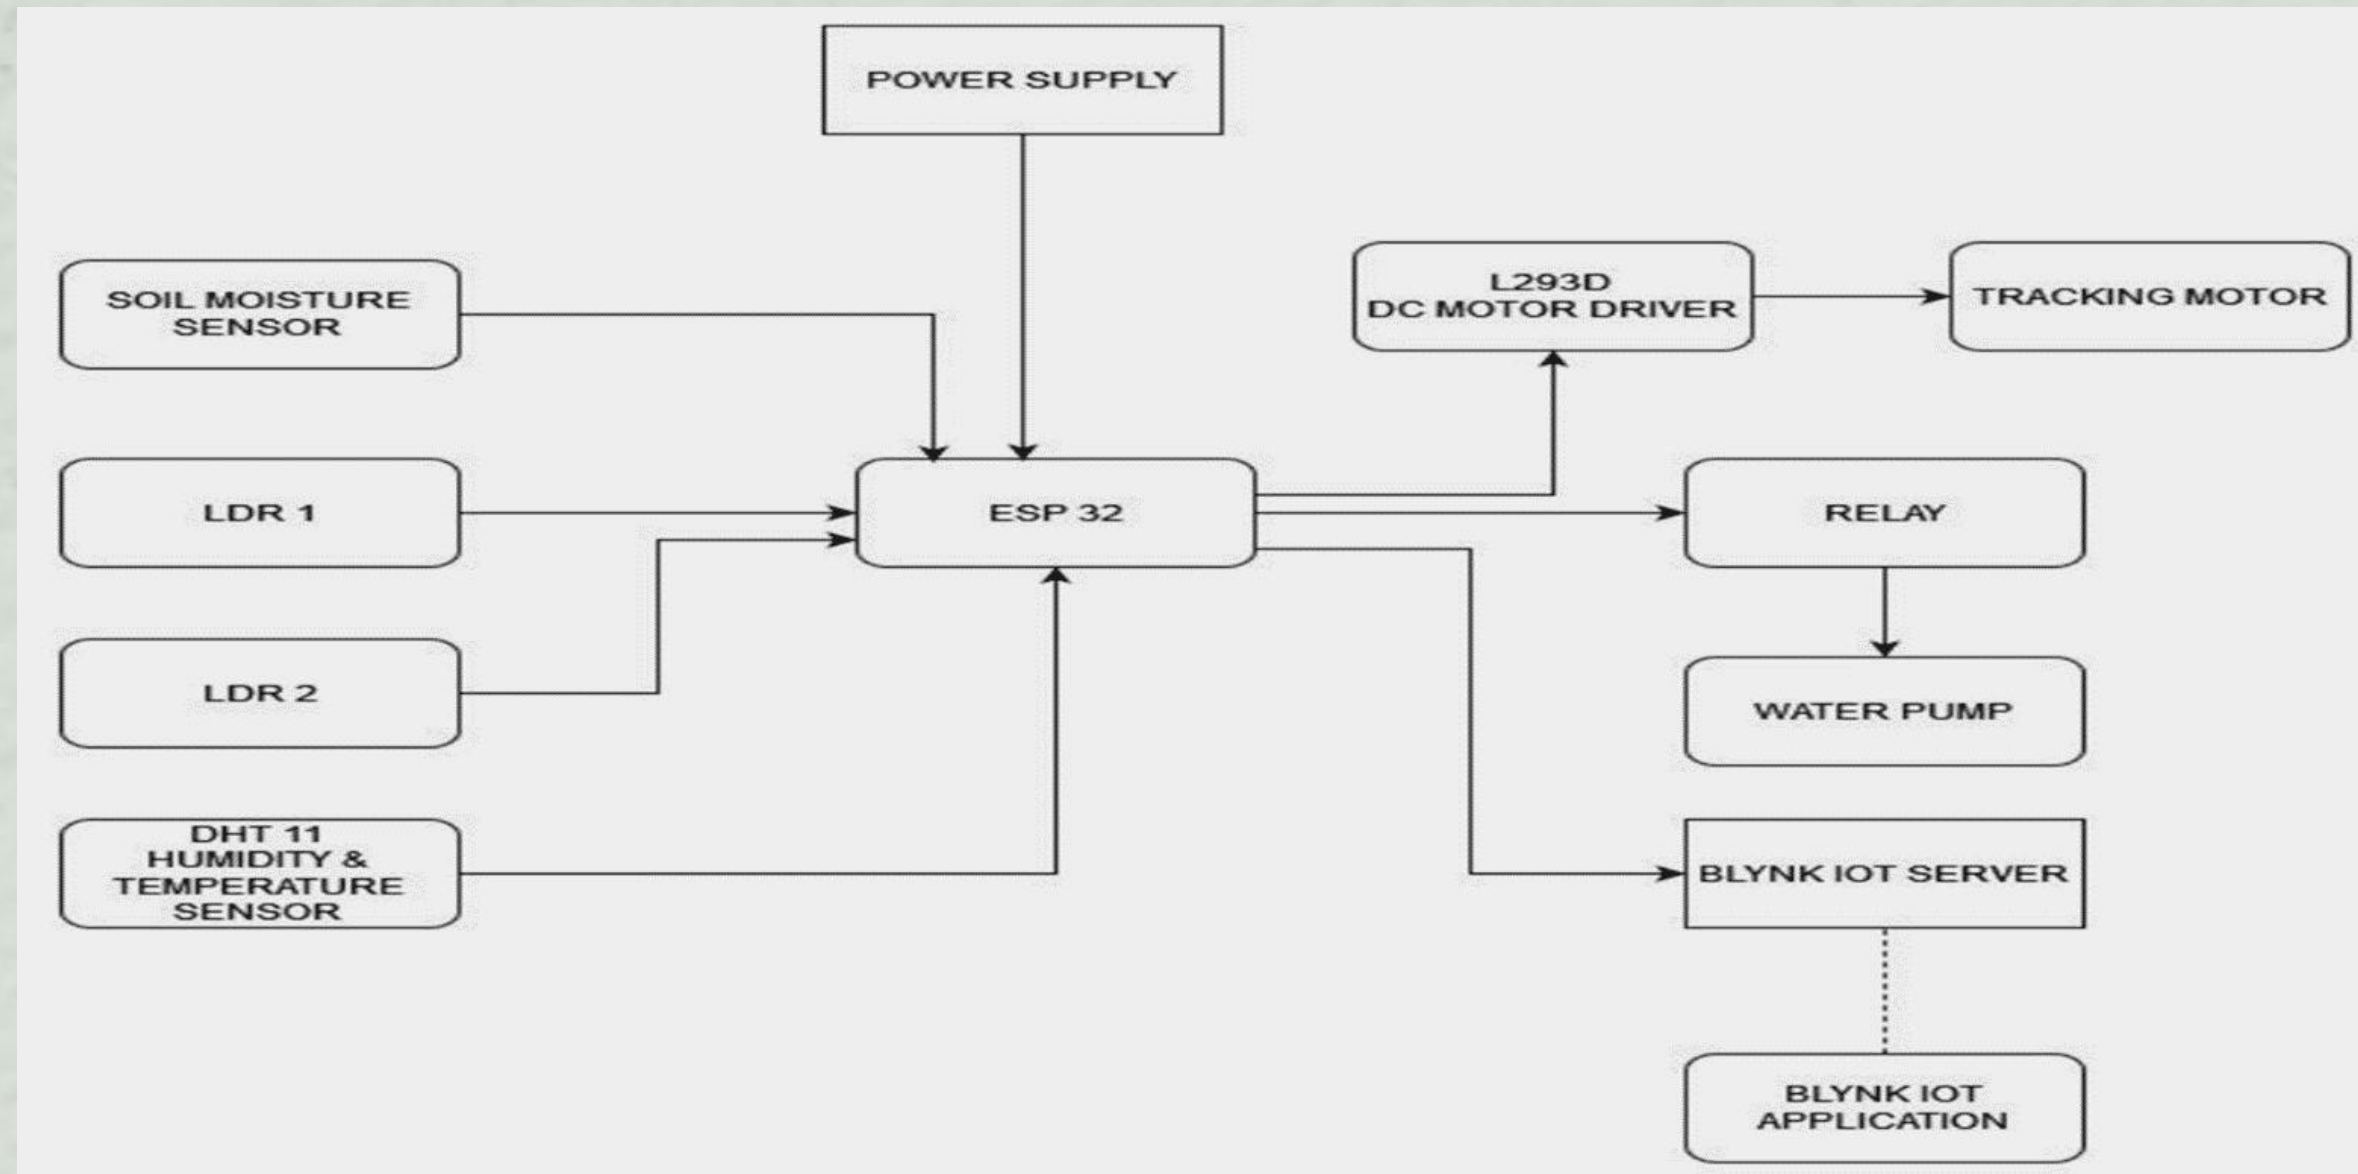 POWER SUPPLY
SOIL MOISTURE
SENSOR
L293D
DC MOTOR DRIVER
TRACKING MOTOR
LDR 1
ESP 32
RELAY
LDR 2
WATER PUMP
DHT 11
HUMIDITY &
TEMPERATURE
SENSOR
BLYNK IOT SERVER
BLYNK IOT
APPLICATION